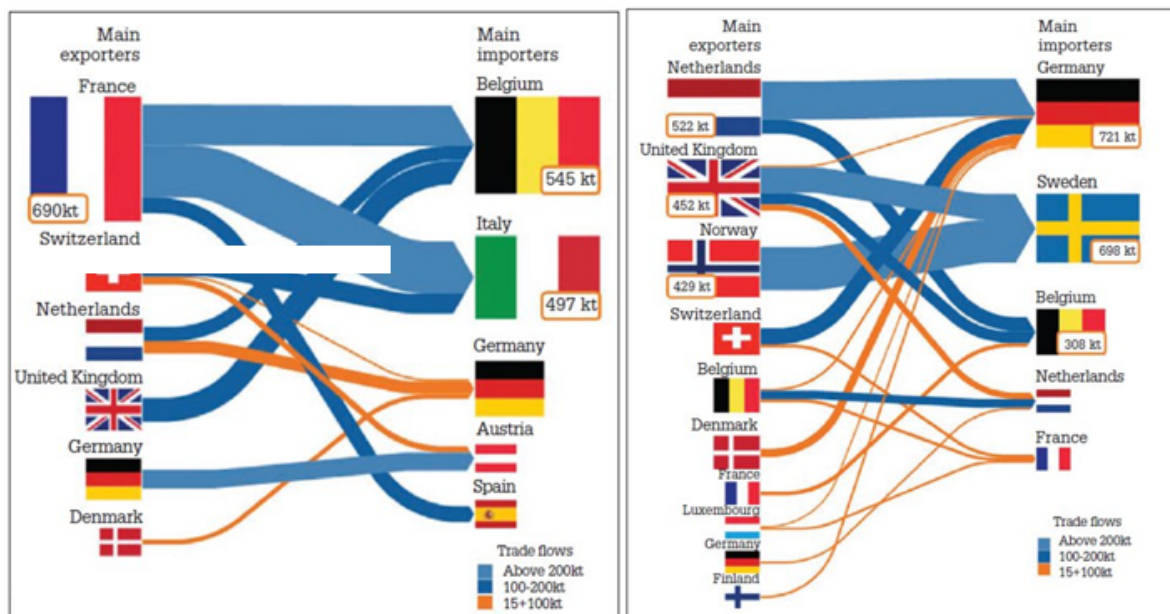 Main
exporters
France
690kt
Switzerland
Netherlands
United Kingdom
Germany
Denmark
Main
importers
Belgium
545 kt
Italy
497 kt
Germany
Austria
Spain
Trade flows
Above 200kt
100-200kt
15+100kt
Main
exporters
Netherlands
522 kt
United Kingdom
452 kt
Norway
429 kt
Switzerland
Belgium
Denmark
France
Luxembourg
Germany
Finland
Main
importers
Germany
721 kt
Sweden
698 kt
Belgium
308 kt
Netherlands
France
Trade flows
Above 200kt
100-200kt
15+100kt